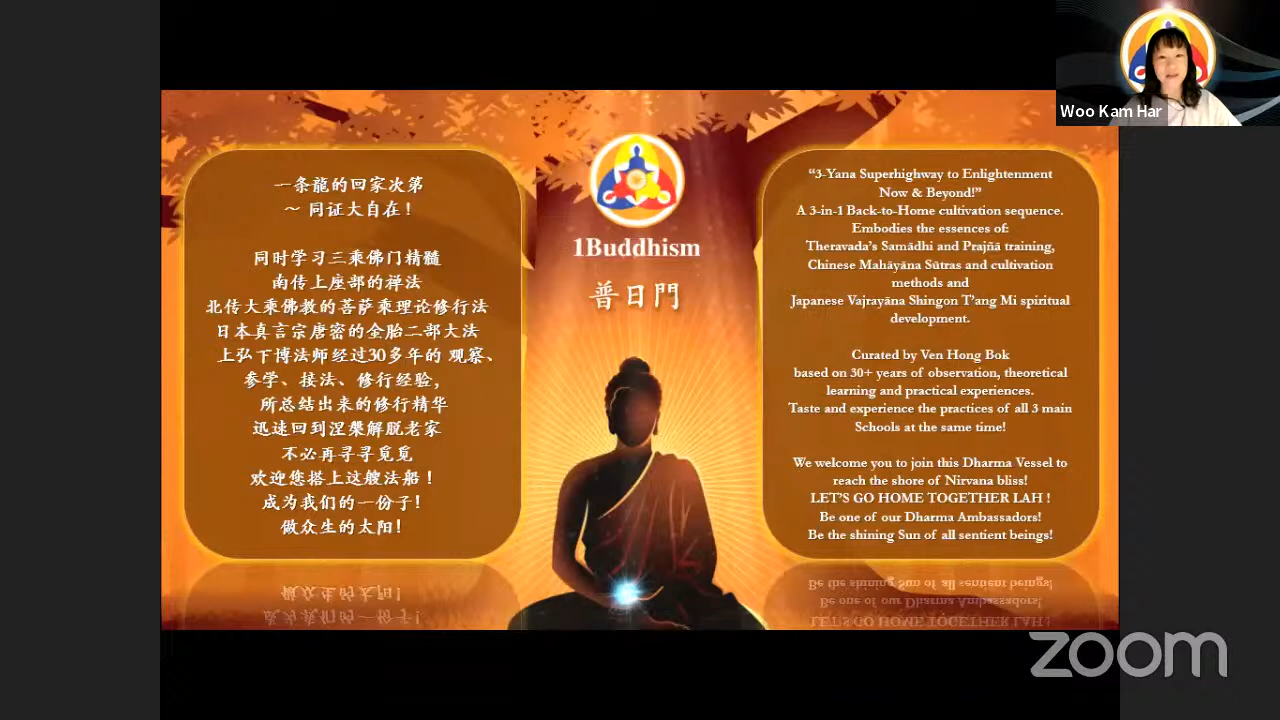 Woo Kam Har
一条龍的回家次第
～ 同证大自在！
同时学习三乘佛门精髓
南传上座部的禅法
北传大乘佛教的菩萨乘理论修行法
日本真言宗唐密的金胎二部大法
上弘下博法师经过30多年的 观察、
参学、接法、修行经验，
所总结出来的修行精华
迅速回到涅槃解脱老家
不必再寻寻觅觅
欢迎您搭上这艘法船！
成为我们的一份子！
做众生的太阳！
1Buddhism
普日門
“3-Yana Superhighway to Enlightenment
Now & Beyond!”
A 3-in-1 Back-to-Home cultivation sequence.
Embodies the essences of:
Theravada’s Samādhi and Prajñā training,
Chinese Mahāyāna Sūtras and cultivation
methods and
Japanese Vajrayāna Shingon T’ang Mi spiritual
development.
Curated by Ven Hong Bok
based on 30+ years of observation, theoretical
learning and practical experiences.
Taste and experience the practices of all 3 main
Schools at the same time!
We welcome you to join this Dharma Vessel to
reach the shore of Nirvana bliss!
LET’S GO HOME TOGETHER LAH !
Be one of our Dharma Ambassadors!
Be the shining Sun of all sentient beings!
zoom